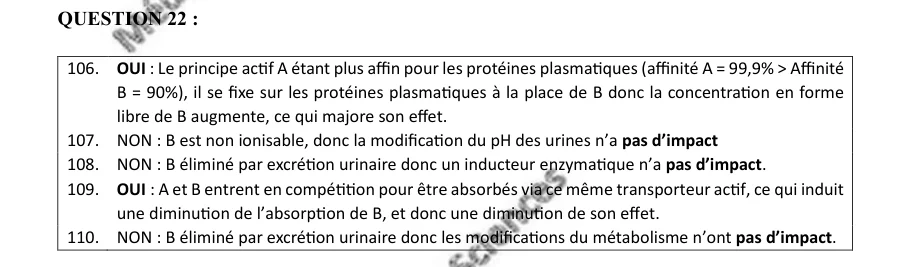 QUESTION 22 :
106. OUI : Le principe actif A étant plus affin pour les protéines plasmatiques (affinité A = 99,9% > Affinité
B = 90%), il se fixe sur les protéines plasmatiques à la place de B donc la concentration en forme
libre de B augmente, ce qui majore son effet.
107. NON : B est non ionisable, donc la modification du pH des urines n'a pas d'impact
108. NON : B éliminé par excrétion urinaire donc un inducteur enzymatique n'a pas d'impact.
109. OUI : A et B entrent en compétition pour être absorbés via ce même transporteur actif, ce qui induit
une diminution de l'absorption de B, et donc une diminution de son effet.
110. NON : B éliminé par excrétion urinaire donc les modifications du métabolisme n'ont pas d'impact.
Sciences